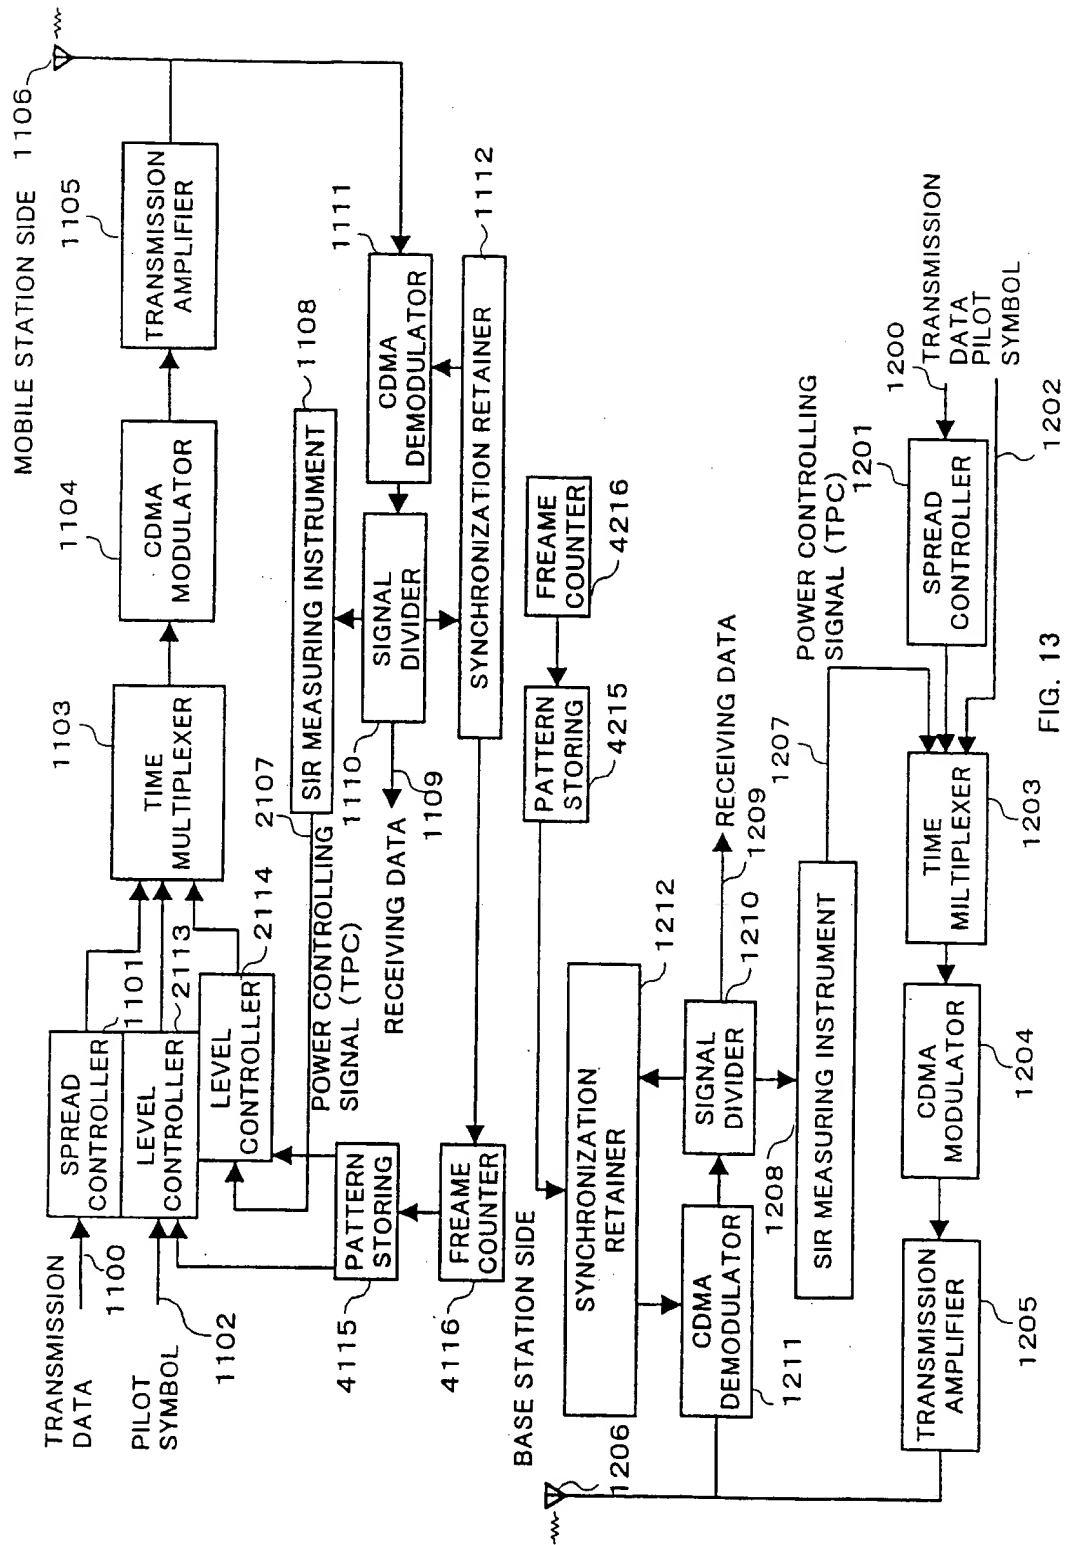 MOBILE STATION SIDE
1106
TRANSMISSION
DATA
1100
SPREAD
CONTROLLER
1101
PILOT
SYMBOL
1102
LEVEL
CONTROLLER
2113
LEVEL
CONTROLLER
2114
TIME
MULTIPLEXER
1103
CDMA
MODULATOR
1104
TRANSMISSION
AMPLIFIER
1105
POWER CONTROLLING
SIGNAL (TPC)
2107
SIR MEASURING INSTRUMENT
1108
RECEIVING DATA
1109
SIGNAL
DIVIDER
1110
CDMA
DEMODULATOR
1111
SYNCHRONIZATION RETAINER
1112
PATTERN
STORING
4115
FREAME
COUNTER
4116
BASE STATION SIDE
1206
PATTERN
STORING
4215
FREAME
COUNTER
4216
SYNCHRONIZATION
RETAINER
1212
CDMA
DEMODULATOR
1211
SIGNAL
DIVIDER
1210
RECEIVING DATA
1209
SIR MEASURING INSTRUMENT
1208
1207
POWER CONTROLLING
SIGNAL (TPC)
TRANSMISSION
AMPLIFIER
1205
CDMA
MODULATOR
1204
TIME
MILTIPLEXER
1203
SPREAD
CONTROLLER
1201
1200
TRANSMISSION
DATA
PILOT
SYMBOL
1202
FIG. 13